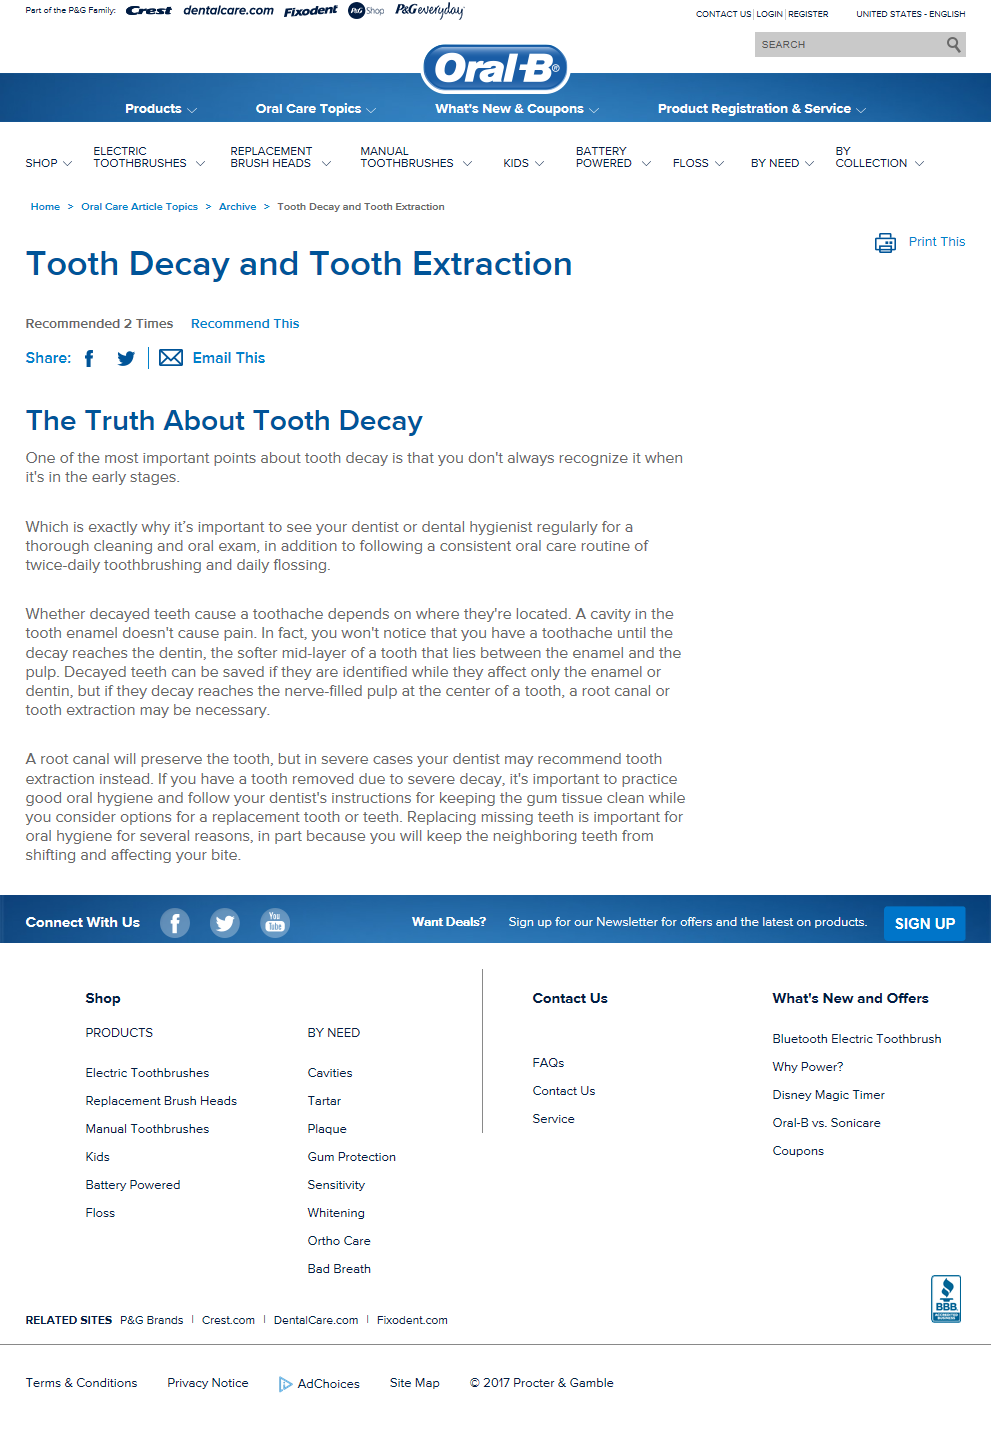 Part of the P&G Family: Crest dentalcare.com Fixodent P&G Shop P&G everyday
CONTACT US | LOGIN | REGISTER UNITED STATES - ENGLISH
SEARCH
Oral-B®
Products Oral Care Topics What's New & Coupons Product Registration & Service
SHOP ELECTRIC TOOTHBRUSHES REPLACEMENT BRUSH HEADS MANUAL TOOTHBRUSHES KIDS BATTERY POWERED FLOSS BY NEED BY COLLECTION
Home > Oral Care Article Topics > Archive > Tooth Decay and Tooth Extraction
Print This
Tooth Decay and Tooth Extraction
Recommended 2 Times Recommend This
Share: Email This
The Truth About Tooth Decay
One of the most important points about tooth decay is that you don't always recognize it when
it's in the early stages.
Which is exactly why it’s important to see your dentist or dental hygienist regularly for a
thorough cleaning and oral exam, in addition to following a consistent oral care routine of
twice-daily toothbrushing and daily flossing.
Whether decayed teeth cause a toothache depends on where they're located. A cavity in the
tooth enamel doesn't cause pain. In fact, you won't notice that you have a toothache until the
decay reaches the dentin, the softer mid-layer of a tooth that lies between the enamel and the
pulp. Decayed teeth can be saved if they are identified while they affect only the enamel or
dentin, but if they decay reaches the nerve-filled pulp at the center of a tooth, a root canal or
tooth extraction may be necessary.
A root canal will preserve the tooth, but in severe cases your dentist may recommend tooth
extraction instead. If you have a tooth removed due to severe decay, it's important to practice
good oral hygiene and follow your dentist's instructions for keeping the gum tissue clean while
you consider options for a replacement tooth or teeth. Replacing missing teeth is important for
oral hygiene for several reasons, in part because you will keep the neighboring teeth from
shifting and affecting your bite.
Connect With Us You Tube Want Deals? Sign up for our Newsletter for offers and the latest on products. SIGN UP
Shop
PRODUCTS
Electric Toothbrushes
Replacement Brush Heads
Manual Toothbrushes
Kids
Battery Powered
Floss
BY NEED
Cavities
Tartar
Plaque
Gum Protection
Sensitivity
Whitening
Ortho Care
Bad Breath
Contact Us
FAQs
Contact Us
Service
What's New and Offers
Bluetooth Electric Toothbrush
Why Power?
Disney Magic Timer
Oral-B vs. Sonicare
Coupons
BBB.
ACCREDITED
BUSINESS
RELATED SITES P&G Brands | Crest.com | DentalCare.com | Fixodent.com
Terms & Conditions Privacy Notice AdChoices Site Map © 2017 Procter & Gamble